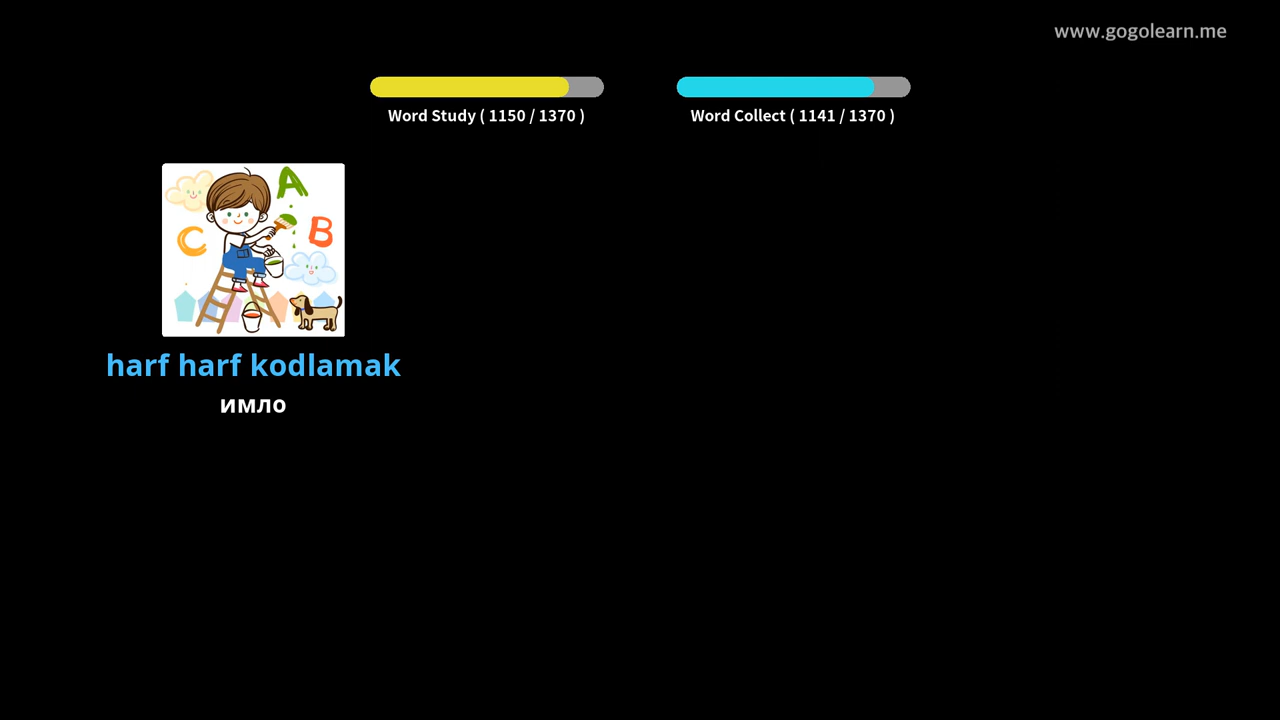 www.gogolearn.me
Word Study ( 1150 / 1370 )
Word Collect ( 1141 / 1370 )
A
B
C
harf harf kodlamak
имло